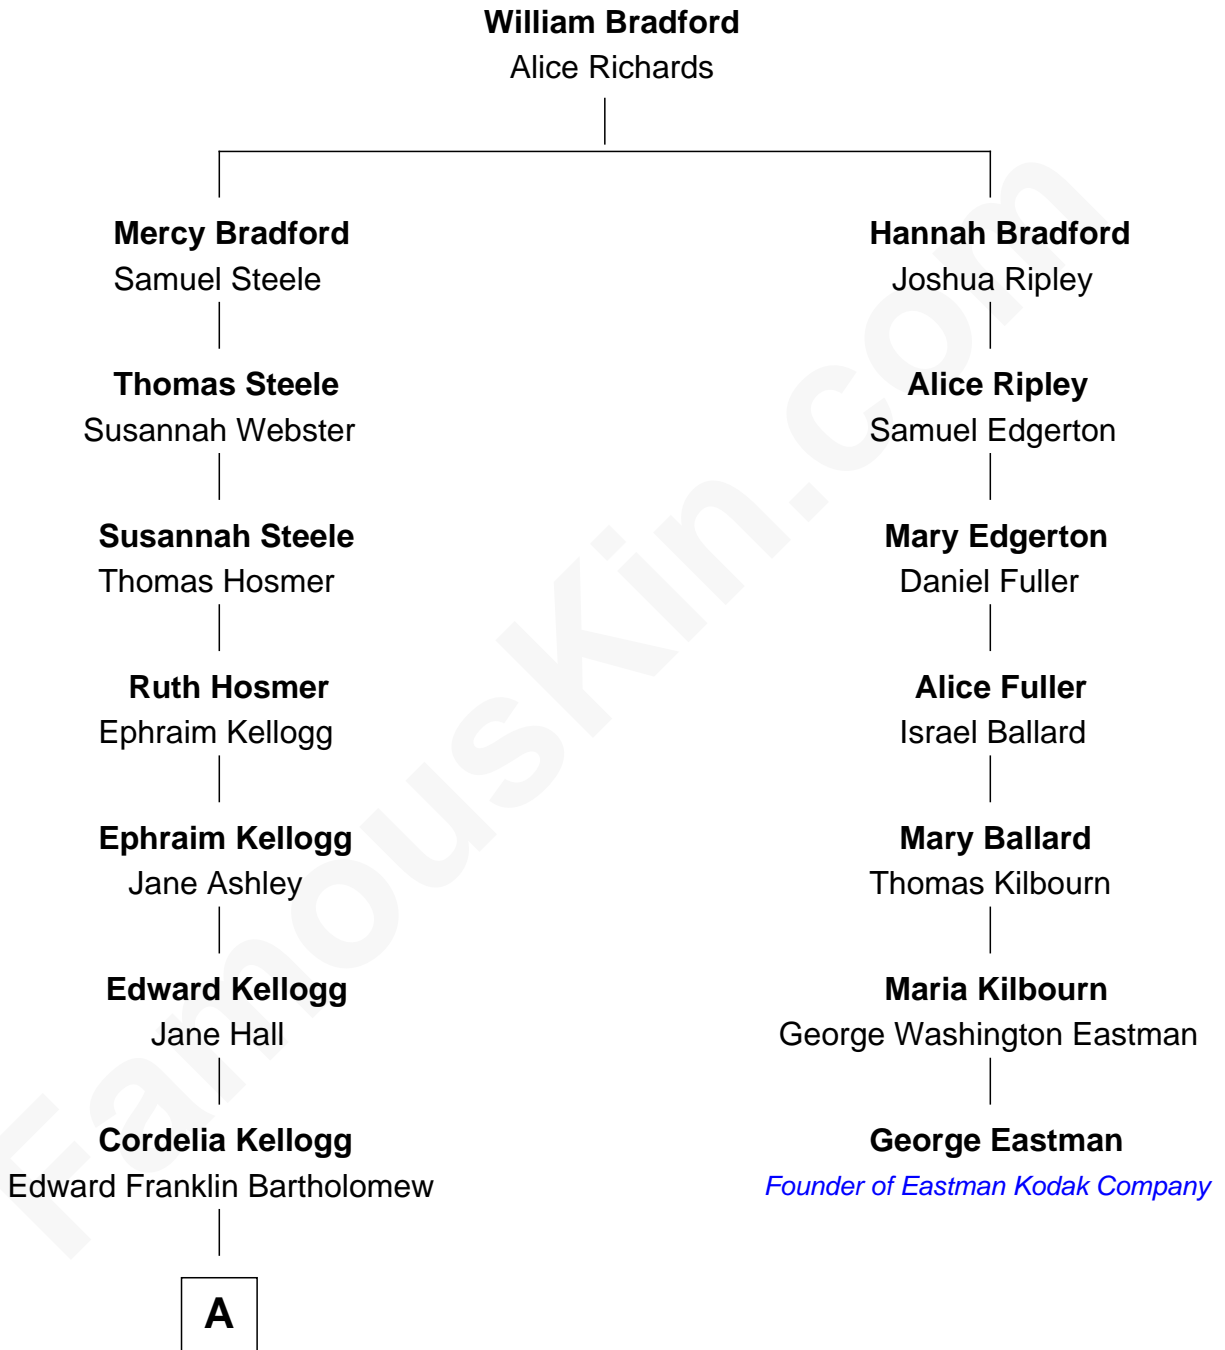 William Bradford
Alice Richards
Mercy Bradford
Samuel Steele
Hannah Bradford
Joshua Ripley
Thomas Steele
Susannah Webster
Alice Ripley
Samuel Edgerton
Susannah Steele
Thomas Hosmer
Mary Edgerton
Daniel Fuller
Ruth Hosmer
Ephraim Kellogg
Alice Fuller
Israel Ballard
Ephraim Kellogg
Jane Ashley
Mary Ballard
Thomas Kilbourn
Edward Kellogg
Jane Hall
Maria Kilbourn
George Washington Eastman
Cordelia Kellogg
Edward Franklin Bartholomew
George Eastman
Founder of Eastman Kodak Company
A
FamousKin.com